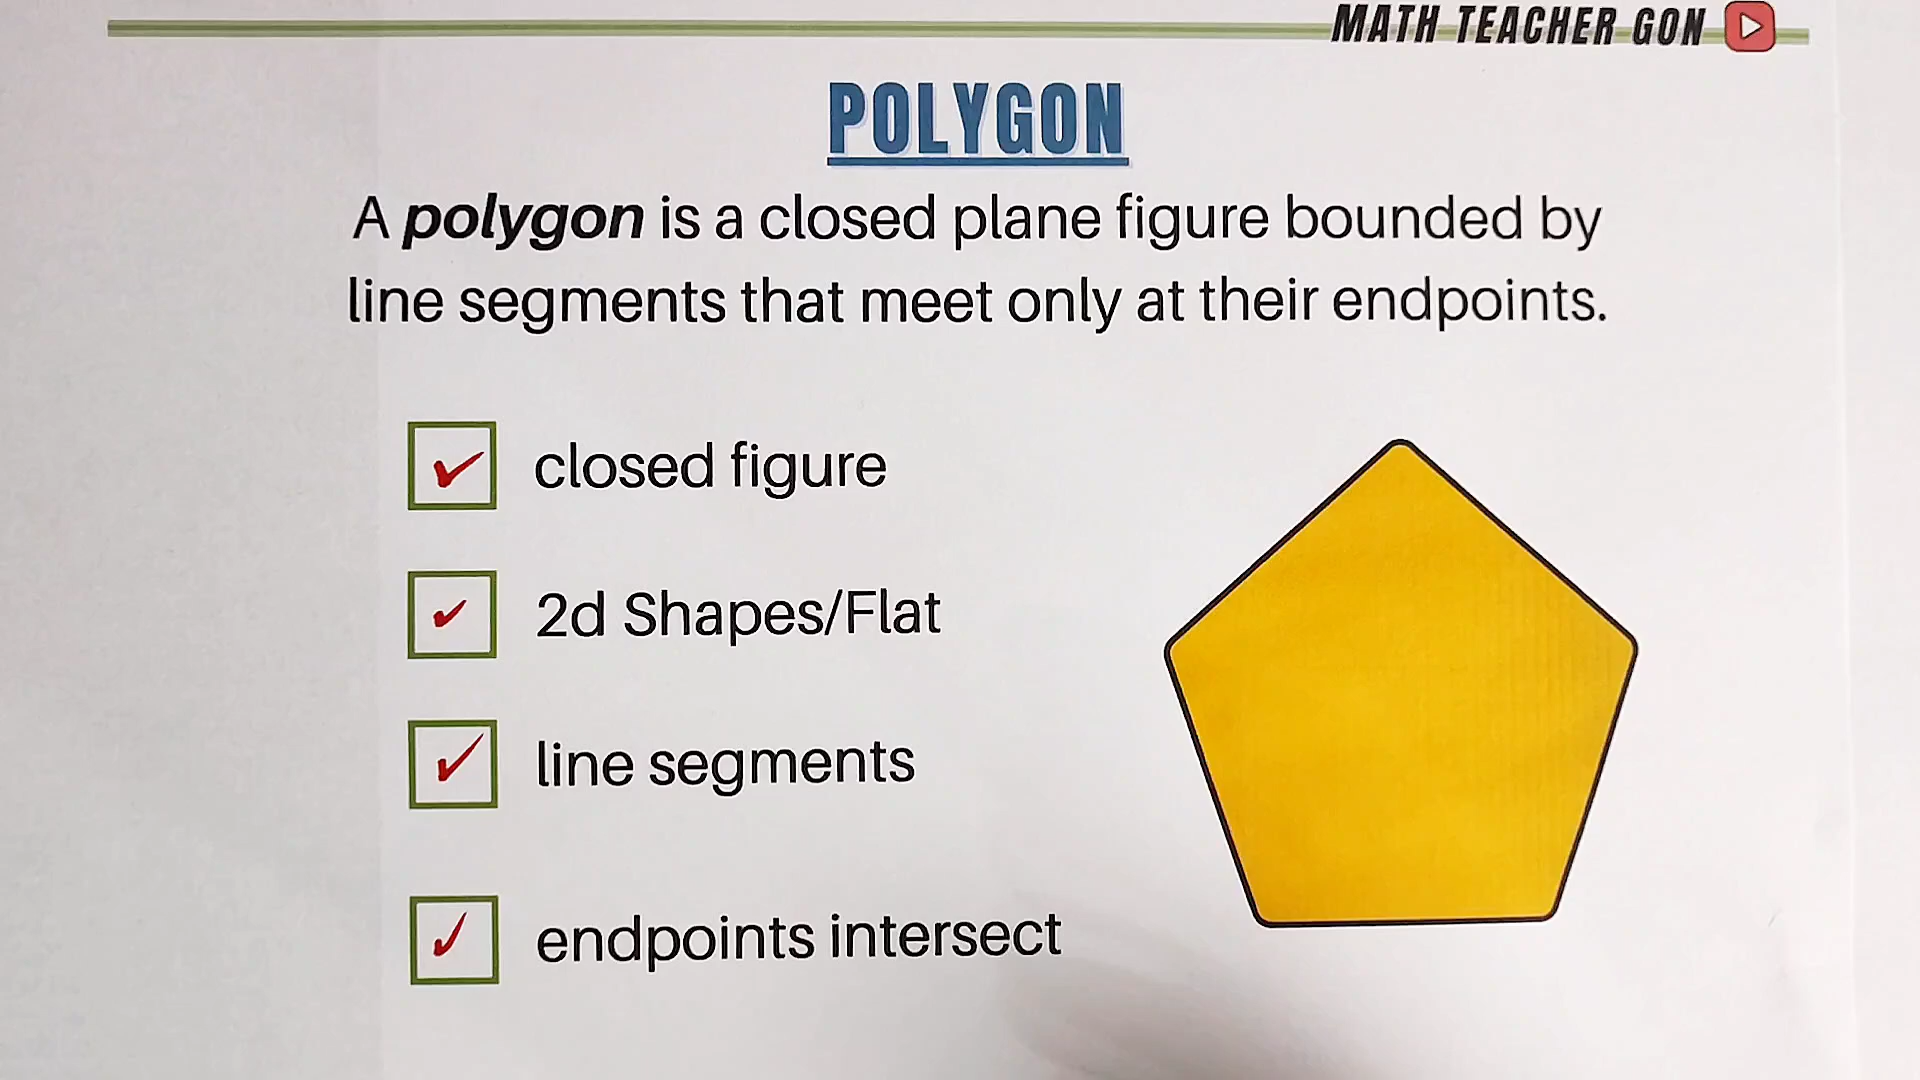 MATH TEACHER GON
POLYGON
A polygon is a closed plane figure bounded by
line segments that meet only at their endpoints.
closed figure
2d Shapes/Flat
line segments
endpoints intersect